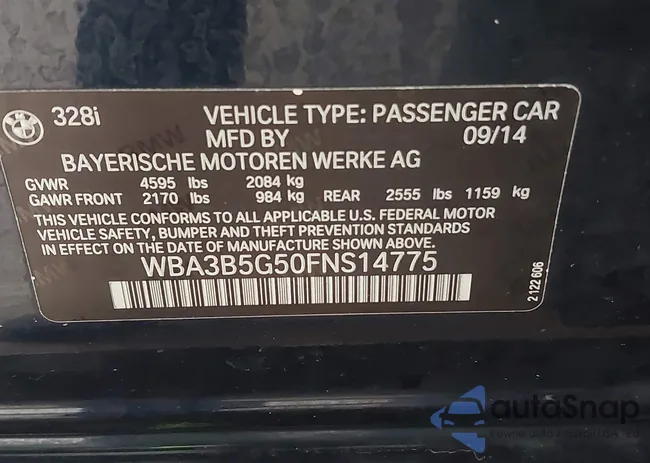 328i VEHICLE TYPE: PASSENGER CAR
MFD BY 09/14
BAYERISCHE MOTOREN WERKE AG
GVWR 4595 lbs 2084 kg
GAWR FRONT 2170 lbs 984 kg REAR 2555 lbs 1159 kg
THIS VEHICLE CONFORMS TO ALL APPLICABLE U.S. FEDERAL MOTOR
VEHICLE SAFETY, BUMPER AND THEFT PREVENTION STANDARDS
IN EFFECT ON THE DATE OF MANUFACTURE SHOWN ABOVE.
WBA3B5G50FNS14775
2 122 606
autoSnap